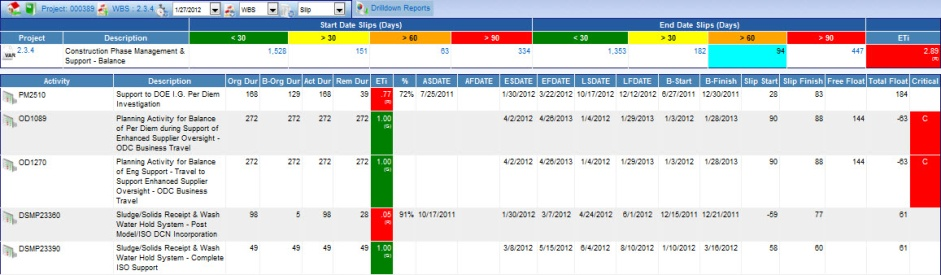 Project: 000389 WBS : 2.3.4 1/27/2012 WBS Slip Drilldown Reports
Start Date Slips (Days) End Date Slips (Days)
Project Description < 30 > 30 > 60 > 90 < 30 > 30 > 60 > 90 ETi
VAR 2.3.4 Construction Phase Management & 1,528 151 63 334 1,353 182 94 447 2.89
Support - Balance (R)
Activity Description Org Dur B-Org Dur Act Dur Rem Dur ETi % ASDATE AFDATE ESDATE EFDATE LSDATE LFDATE B-Start B-Finish Slip Start Slip Finish Free Float Total Float Critical
PM2510 Support to DOE I.G. Per Diem 168 129 168 39 .77 72% 7/25/2011 1/30/2012 3/22/2012 10/17/2012 12/12/2012 6/27/2011 12/30/2011 28 83 184
Investigation (R)
OD1089 Planning Activity for Balance 272 272 272 272 1.00 4/2/2012 4/26/2013 1/4/2012 1/29/2013 1/3/2012 1/28/2013 90 88 144 -63 C
of Per Diem during Support of (G)
Enhanced Supplier Oversight -
ODC Business Travel
OD1270 Planning Activity for Balance 272 272 272 272 1.00 4/2/2012 4/26/2013 1/4/2012 1/29/2013 1/3/2012 1/28/2013 90 88 144 -63 C
of Eng Support - Travel to (G)
Support Enhanced Supplier
Oversight - ODC Business
Travel
DSMP23360 Sludge/Solids Receipt & Wash 98 5 98 28 .05 91% 10/17/2011 1/30/2012 3/7/2012 4/24/2012 6/1/2012 12/15/2011 12/21/2011 -59 77 61
Water Hold System - Post (R)
Model/ISO DCN Incorporation
DSMP23390 Sludge/Solids Receipt & Wash 49 49 49 49 1.00 3/8/2012 5/15/2012 6/4/2012 8/10/2012 1/10/2012 3/16/2012 58 60 61
Water Hold System - Complete (G)
ISO Support